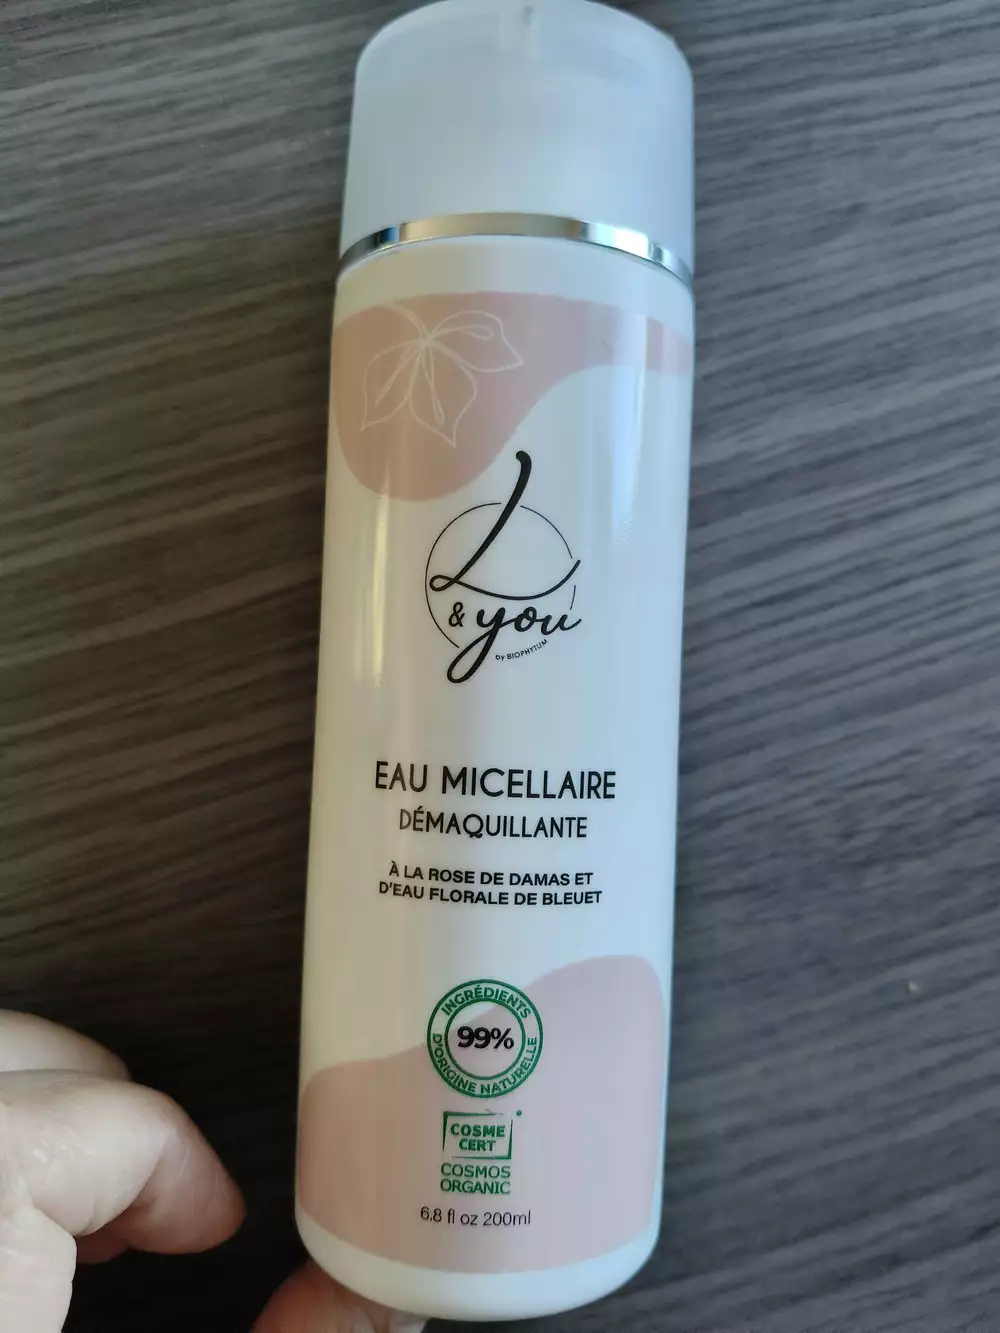 L
& you
by BIOPHYTUM
EAU MICELLAIRE
DÉMAQUILLANTE
À LA ROSE DE DAMAS ET
D'EAU FLORALE DE BLEUET
INGRÉDIENTS
99%
D'ORIGINE NATURELLE
COSME
CERT
COSMOS
ORGANIC
6.8 fl oz 200ml